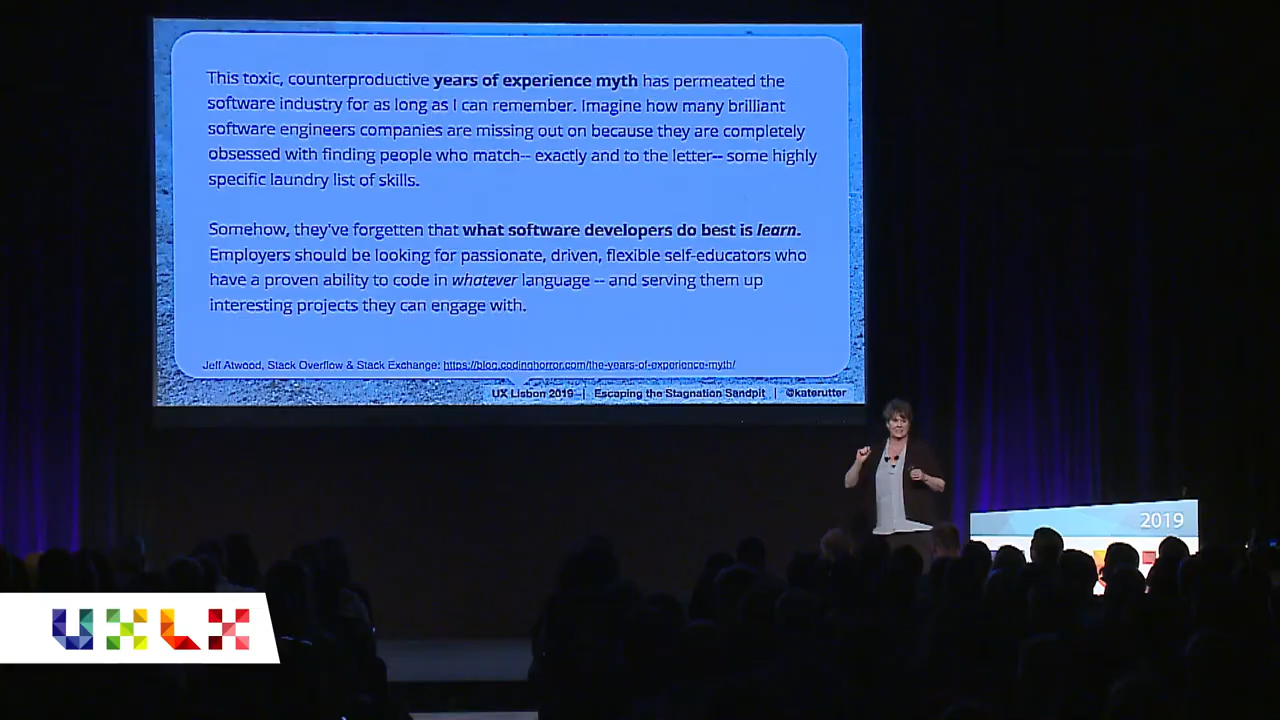 This toxic, counterproductive years of experience myth has permeated the
software industry for as long as I can remember. Imagine how many brilliant
software engineers companies are missing out on because they are completely
obsessed with finding people who match-- exactly and to the letter-- some highly
specific laundry list of skills.
Somehow, they've forgetten that what software developers do best is learn.
Employers should be looking for passionate, driven, flexible self-educators who
have a proven ability to code in whatever language -- and serving them up
interesting projects they can engage with.
Jeff Atwood, Stack Overflow & Stack Exchange: https://blog.codinghorror.com/the-years-of-experience-myth/
UX Lisbon 2019 | Escaping the Stagnation Sandpit | @katerutter
2019
UXLX